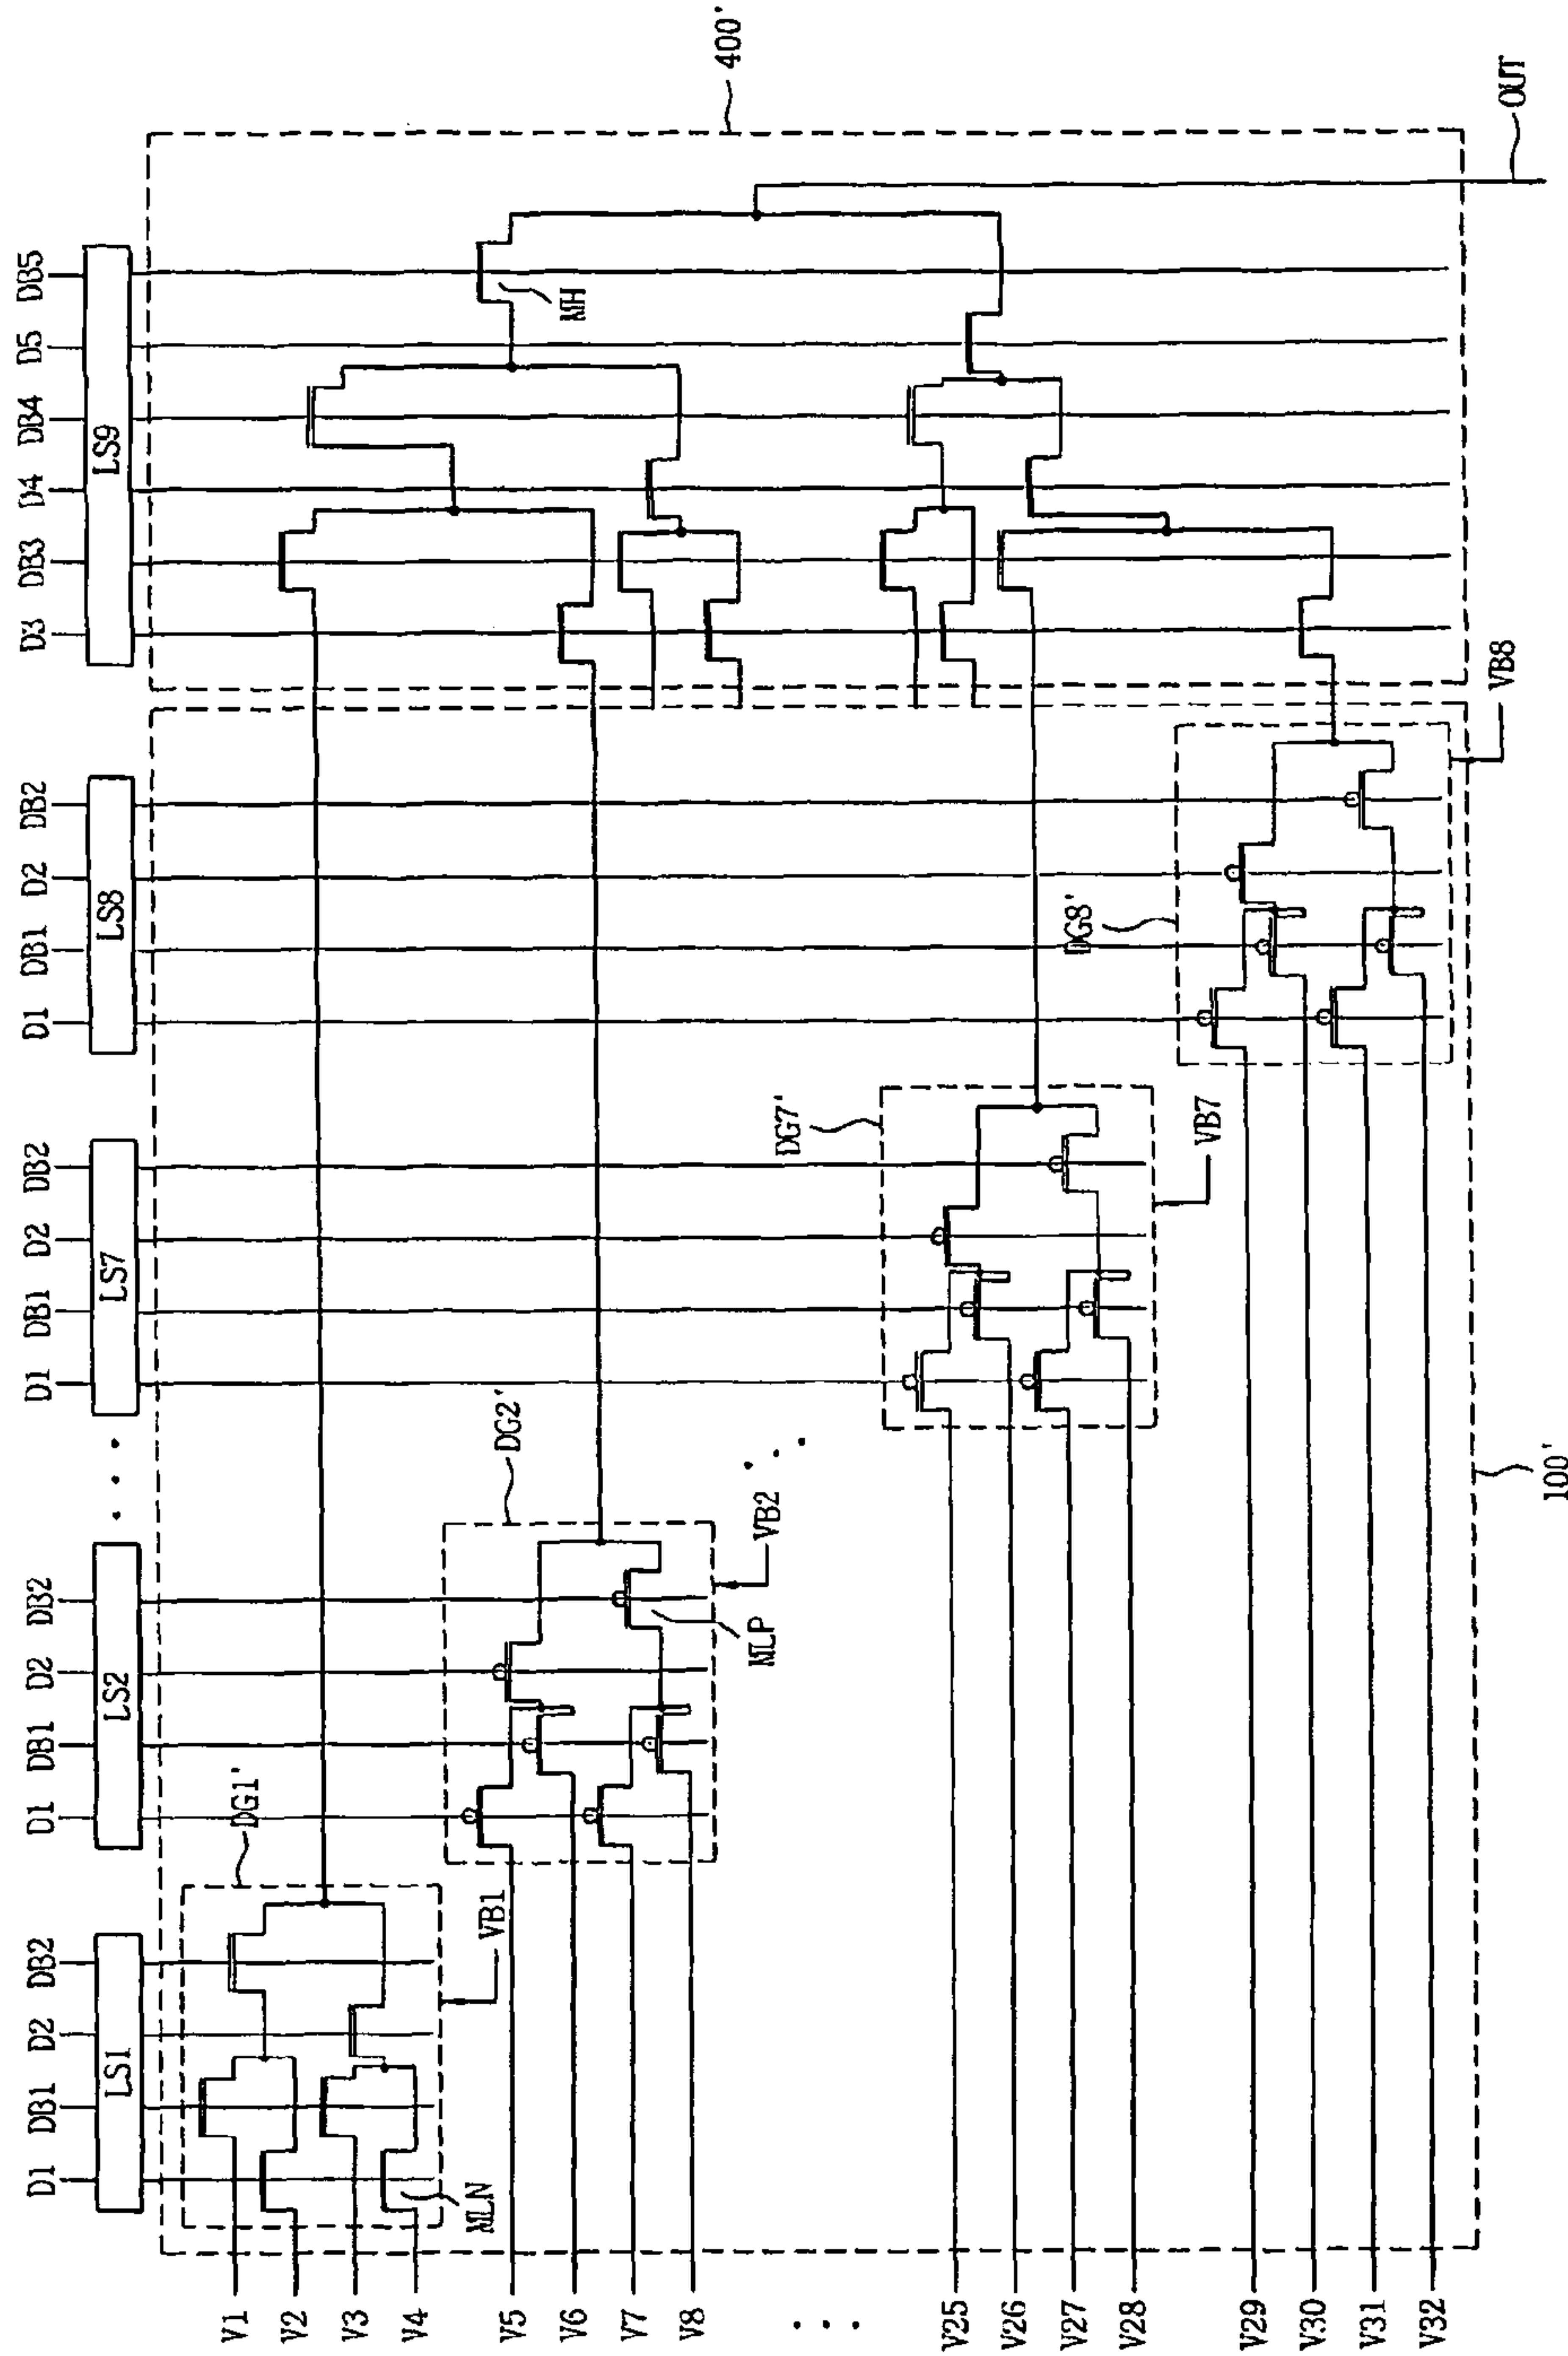 D1 DB1 D2 DB2
LS1
D1 DB1 D2 DB2
LS2
. . .
D1 DB1 D2 DB2
LS7
D1 DB1 D2 DB2
LS8
D3 DB3 D4 DB4 D5 DB5
LS9
DG1'
VB1
MLN
DG2'
VB2
MLP
DG7'
VB7
DG8'
VB8
MH
400'
OUT
100'
V1
V2
V3
V4
V5
V6
V7
V8
. . .
V25
V26
V27
V28
V29
V30
V31
V32